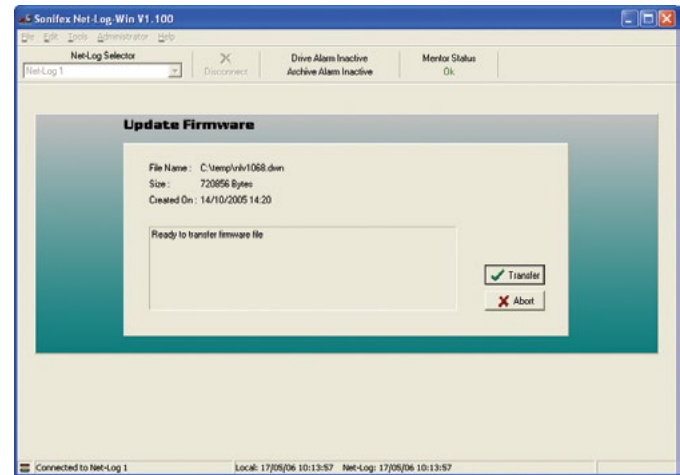 Sonifex Net-Log-Win V1.100
File Edit Tools Administrator Help
Net-Log Selector
Net-Log 1
Disconnect
Drive Alarm Inactive
Archive Alarm Inactive
Mentor Status
Ok
Update Firmware
File Name : C:\temp\nlv1068.dwn
Size : 720856 Bytes
Created On : 14/10/2005 14:20
Ready to transfer firmware file
Transfer
Abort
Connected to Net-Log 1 Local: 17/05/06 10:13:57 Net-Log: 17/05/06 10:13:57